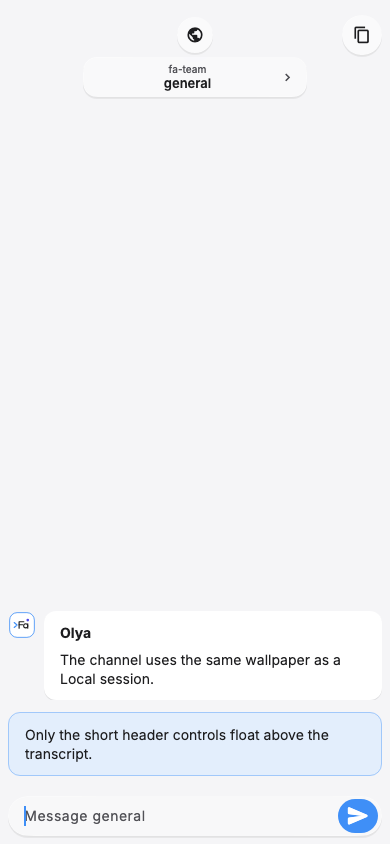 fa-team
general
Fa
Olya
The channel uses the same wallpaper as a
Local session.
Only the short header controls float above the
transcript.
Message general